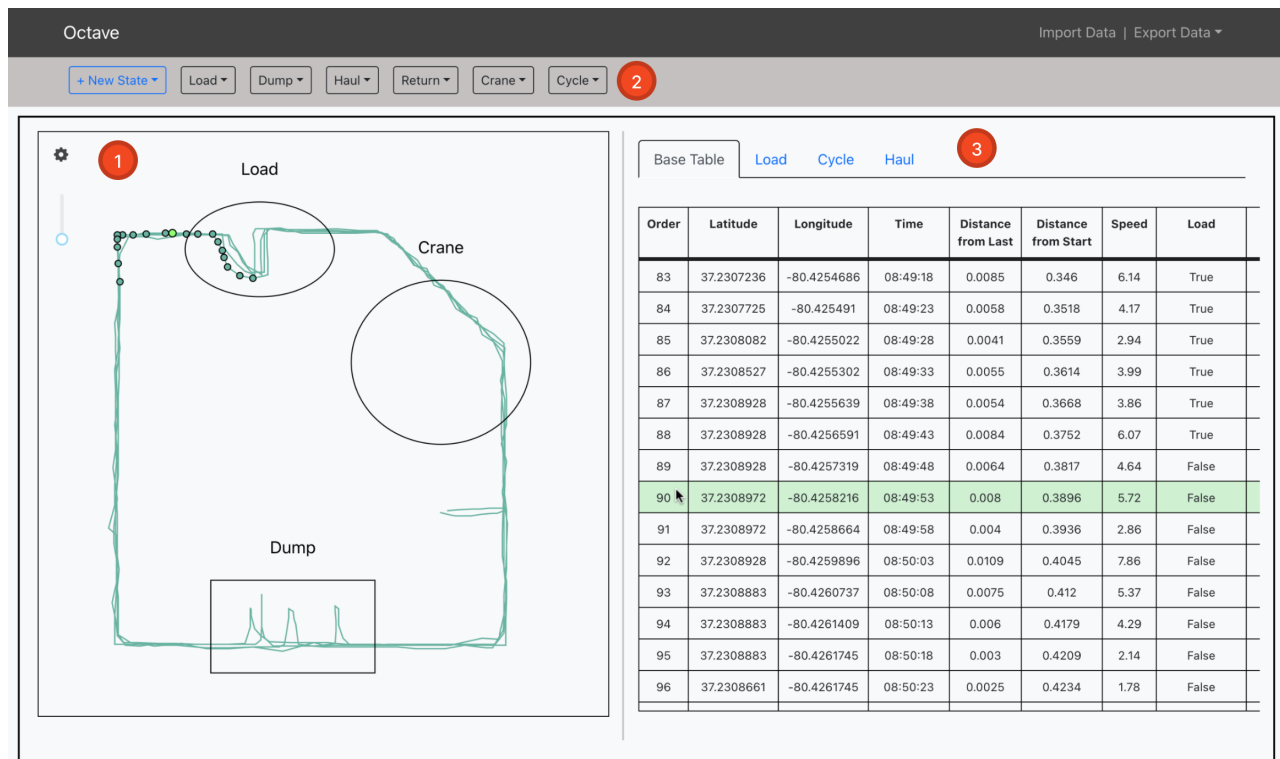 Octave
Import Data | Export Data
+ New State Load Dump Haul Return Crane Cycle 2
1
Load
Crane
Dump
3
Base Table Load Cycle Haul
Order Latitude Longitude Time Distance from Last Distance from Start Speed Load
83 37.2307236 -80.4254686 08:49:18 0.0085 0.346 6.14 True
84 37.2307725 -80.425491 08:49:23 0.0058 0.3518 4.17 True
85 37.2308082 -80.4255022 08:49:28 0.0041 0.3559 2.94 True
86 37.2308527 -80.4255302 08:49:33 0.0055 0.3614 3.99 True
87 37.2308928 -80.4255639 08:49:38 0.0054 0.3668 3.86 True
88 37.2308928 -80.4256591 08:49:43 0.0084 0.3752 6.07 True
89 37.2308928 -80.4257319 08:49:48 0.0064 0.3817 4.64 False
90 37.2308972 -80.4258216 08:49:53 0.008 0.3896 5.72 False
91 37.2308972 -80.4258664 08:49:58 0.004 0.3936 2.86 False
92 37.2308928 -80.4259896 08:50:03 0.0109 0.4045 7.86 False
93 37.2308883 -80.4260737 08:50:08 0.0075 0.412 5.37 False
94 37.2308883 -80.4261409 08:50:13 0.006 0.4179 4.29 False
95 37.2308883 -80.4261745 08:50:18 0.003 0.4209 2.14 False
96 37.2308661 -80.4261745 08:50:23 0.0025 0.4234 1.78 False